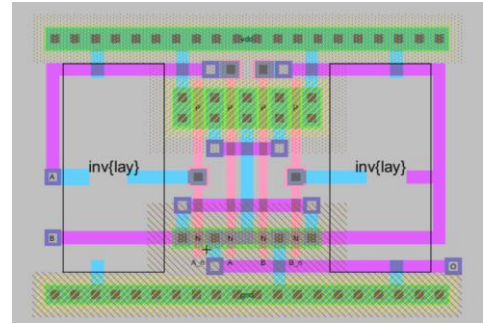 vdd
P P P P
inv{lay} inv{lay}
A
B
N N N N
A_n A B B_n
O
gnd